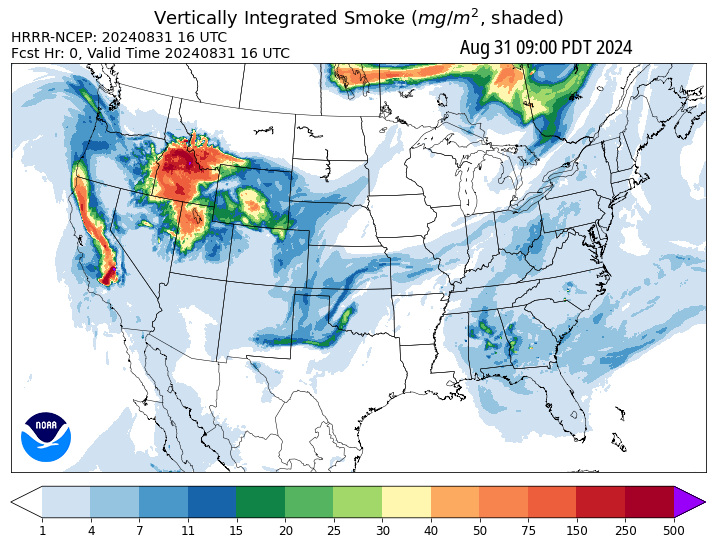 Vertically Integrated Smoke (mg/m², shaded)
HRRR-NCEP: 20240831 16 UTC
Fcst Hr: 0, Valid Time 20240831 16 UTC
Aug 31 09:00 PDT 2024
NOAA
1 4 7 11 15 20 25 30 40 50 75 150 250 500